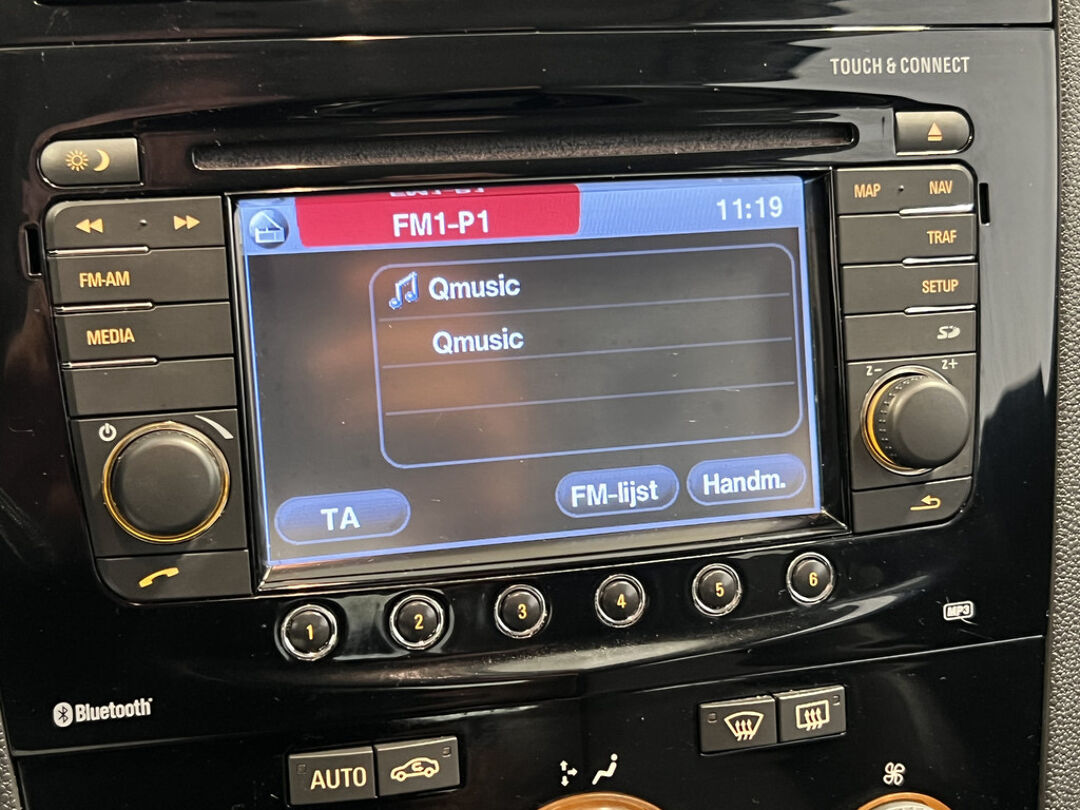 TOUCH & CONNECT
FM1-P1
11:19
MAP
NAV
FM-AM
TRAF
Qmusic
SETUP
MEDIA
Qmusic
SD
z-
z+
TA
FM-lijst
Handm.
1
2
3
4
5
6
MP3
Bluetooth
AUTO